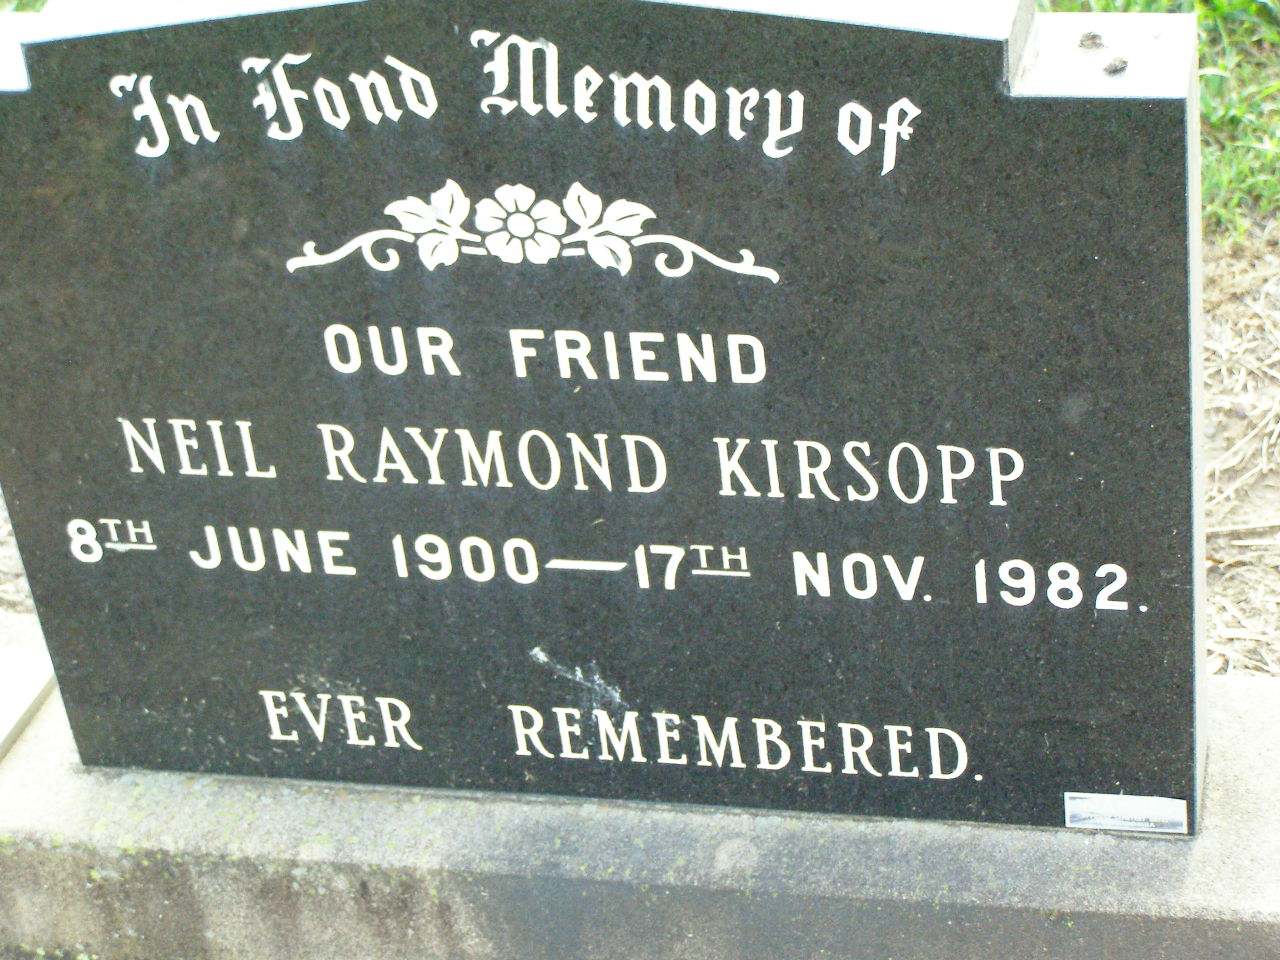 In Fond Memory of
OUR FRIEND
NEIL RAYMOND KIRSOPP
8TH JUNE 1900—17TH NOV. 1982.
EVER REMEMBERED.